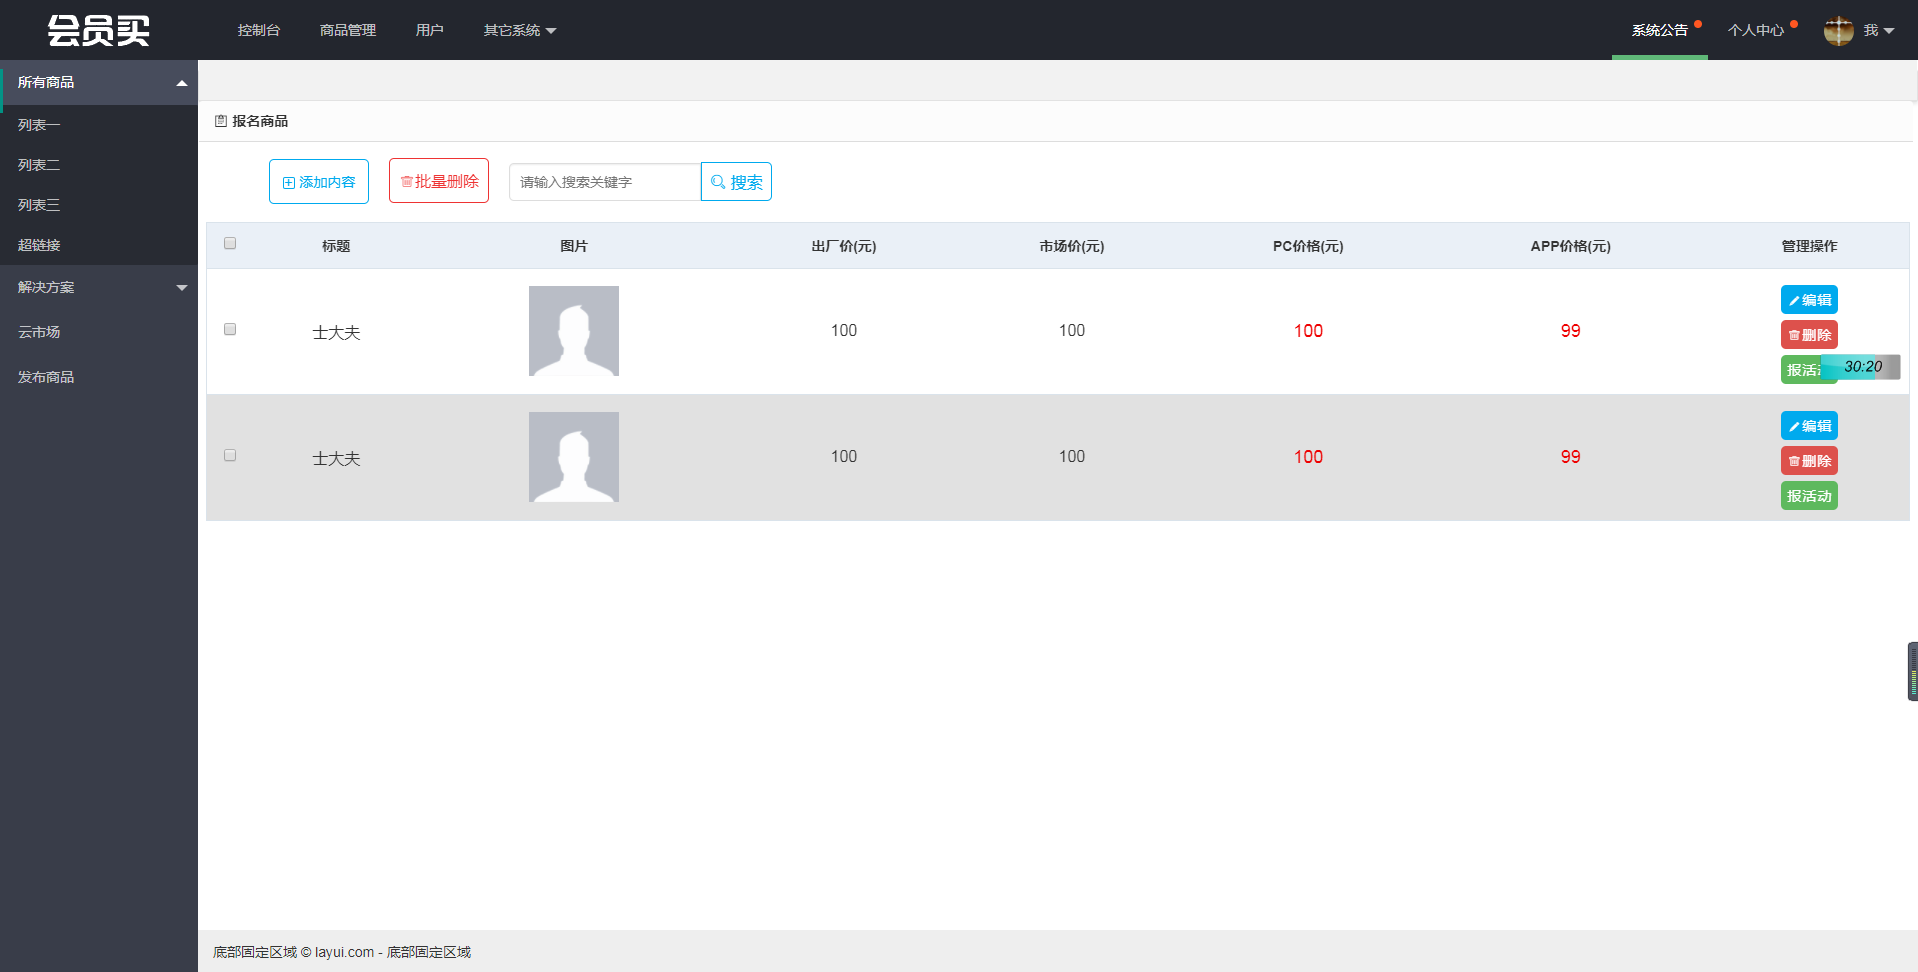 会员买
控制台 商品管理 用户 其它系统 系统公告 个人中心 我
所有商品
列表一
列表二
列表三
超链接
解决方案
云市场
发布商品
报名商品
添加内容 批量删除 请输入搜索关键字 搜索
标题 图片 出厂价(元) 市场价(元) PC价格(元) APP价格(元) 管理操作
士大夫 100 100 100 99
编辑
删除
报活
30:20
士大夫 100 100 100 99
编辑
删除
报活动
底部固定区域 © layui.com - 底部固定区域